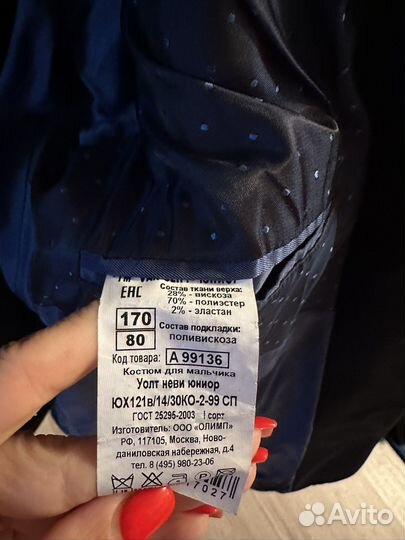 Состав ткани верха:
28% - вискоза
70% - полиэстер
2% - эластан
ЕАС
170
80
Состав подкладки:
поливискоза
Код товара: А 99136
Костюм для мальчика
Уолт неви юниор
ЮХ121в/14/30КО-2-99 СП
ГОСТ 25295-2003 I сорт
Изготовитель: ООО «ОЛИМП»
РФ, 117105, Москва, Ново-
даниловская набережная, д.4
тел. 8 (495) 980-23-06
17027
Avito